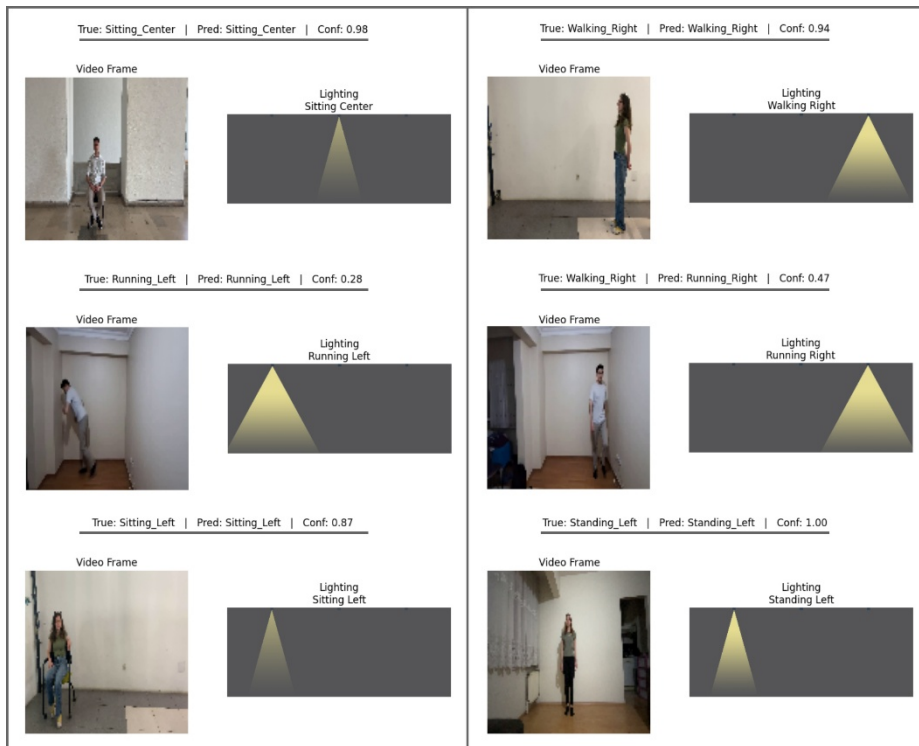 True: Sitting_Center | Pred: Sitting_Center | Conf: 0.98
Video Frame
Lighting
Sitting Center
True: Running_Left | Pred: Running_Left | Conf: 0.28
Video Frame
Lighting
Running Left
True: Sitting_Left | Pred: Sitting_Left | Conf: 0.87
Video Frame
Lighting
Sitting Left
True: Walking_Right | Pred: Walking_Right | Conf: 0.94
Video Frame
Lighting
Walking Right
True: Walking_Right | Pred: Running_Right | Conf: 0.47
Video Frame
Lighting
Running Right
True: Standing_Left | Pred: Standing_Left | Conf: 1.00
Video Frame
Lighting
Standing Left